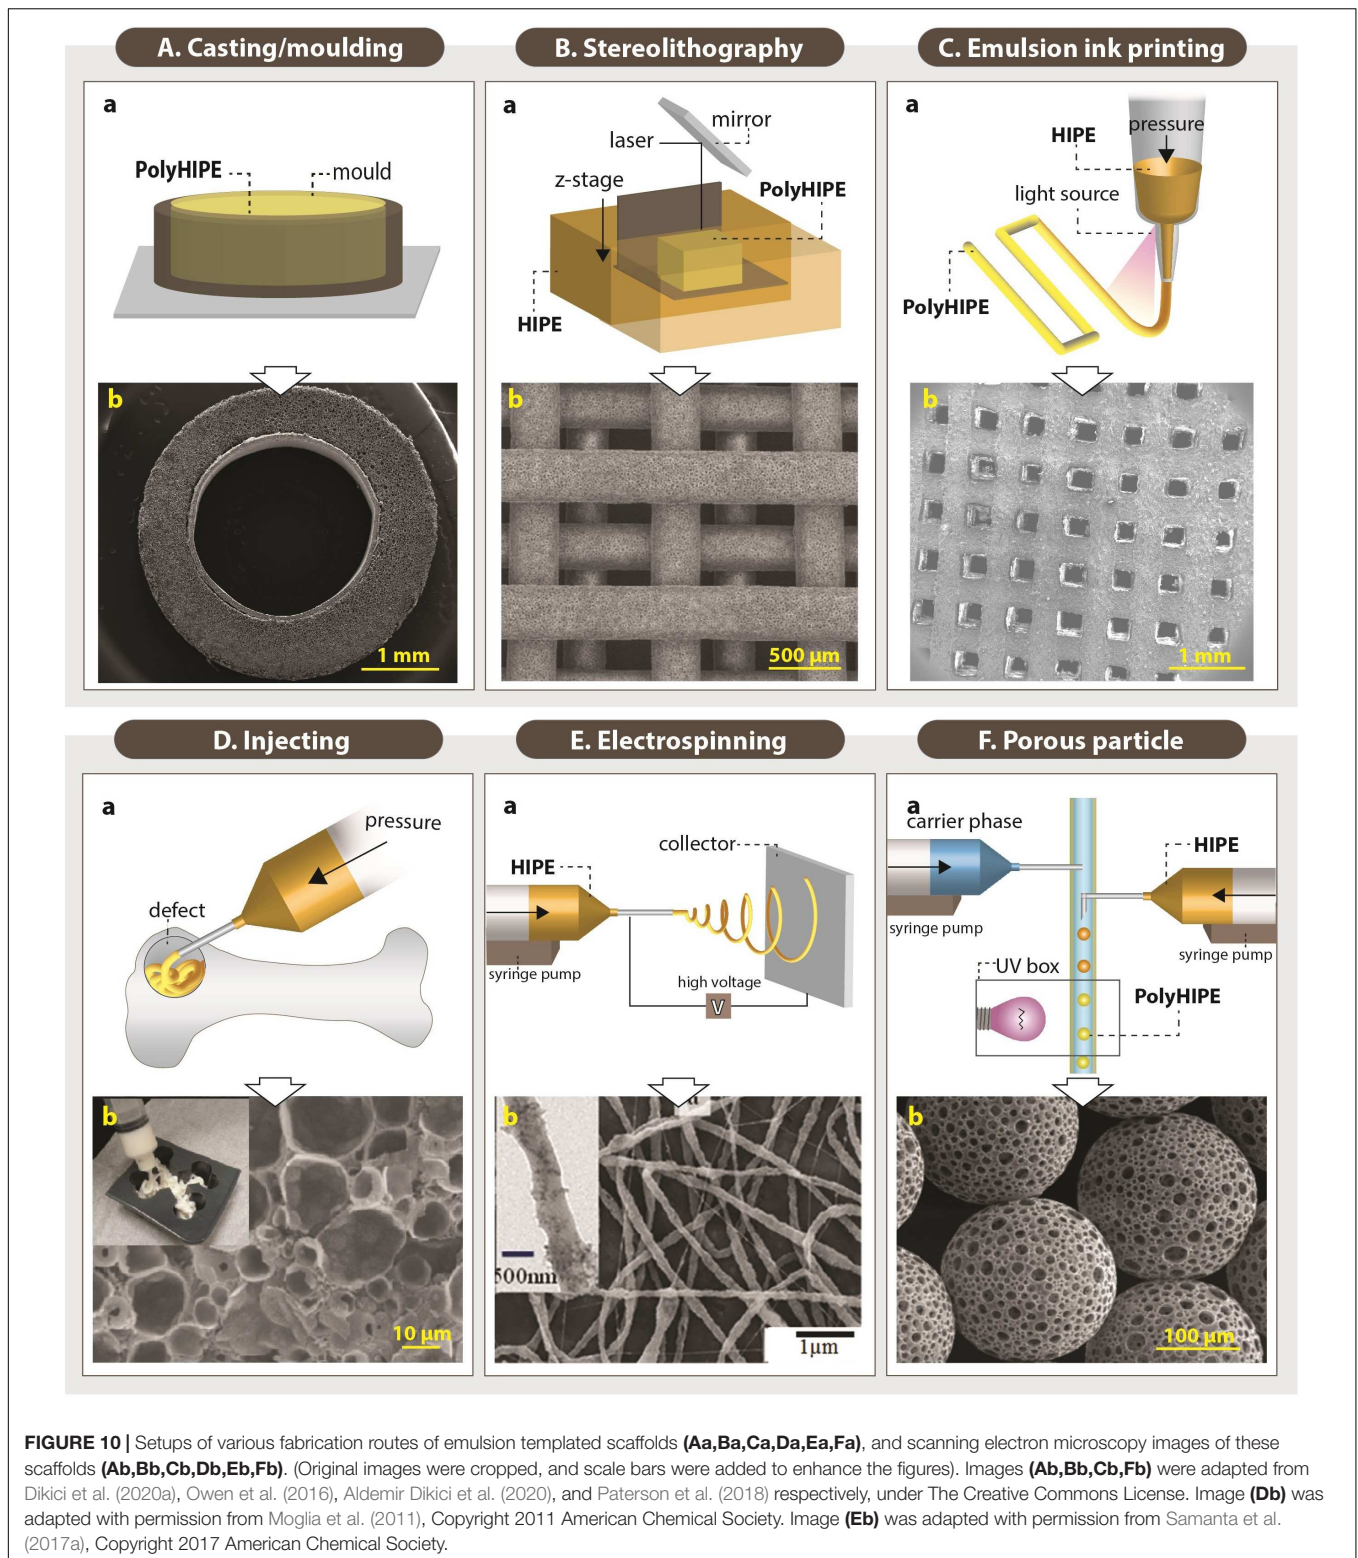 A. Casting/moulding
a
PolyHIPE
mould
b
1 mm
B. Stereolithography
a
mirror
laser
z-stage
PolyHIPE
HIPE
b
500 µm
C. Emulsion ink printing
a
HIPE
pressure
light source
PolyHIPE
b
1 mm
D. Injecting
a
pressure
defect
b
10 µm
E. Electrospinning
a
collector
HIPE
syringe pump
high voltage
V
b
500nm
1µm
F. Porous particle
a
carrier phase
HIPE
syringe pump
syringe pump
UV box
PolyHIPE
b
100 µm
FIGURE 10 | Setups of various fabrication routes of emulsion templated scaffolds (Aa,Ba,Ca,Da,Ea,Fa), and scanning electron microscopy images of these
scaffolds (Ab,Bb,Cb,Db,Eb,Fb). (Original images were cropped, and scale bars were added to enhance the figures). Images (Ab,Bb,Cb,Fb) were adapted from
Dikici et al. (2020a), Owen et al. (2016), Aldemir Dikici et al. (2020), and Paterson et al. (2018) respectively, under The Creative Commons License. Image (Db) was
adapted with permission from Moglia et al. (2011), Copyright 2011 American Chemical Society. Image (Eb) was adapted with permission from Samanta et al.
(2017a), Copyright 2017 American Chemical Society.